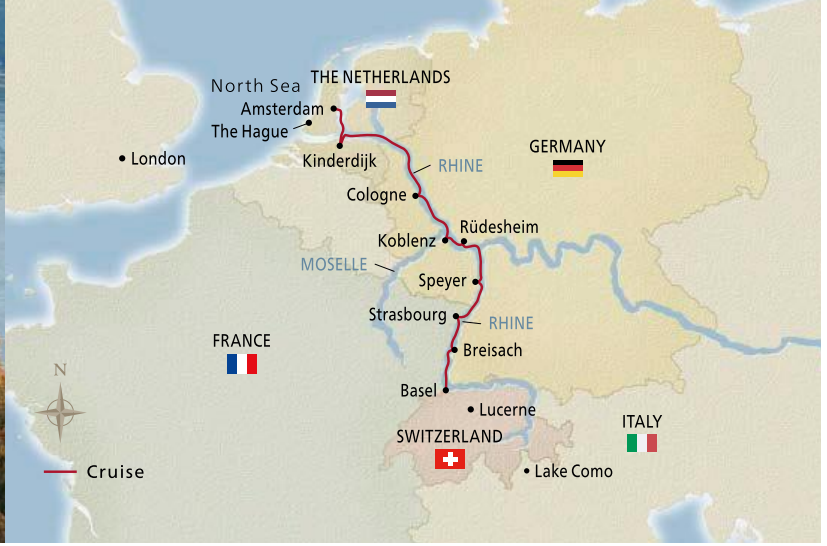 North Sea
THE NETHERLANDS
Amsterdam
The Hague
London
Kinderdijk
GERMANY
RHINE
Cologne
Rüdesheim
Koblenz
MOSELLE
Speyer
Strasbourg
RHINE
FRANCE
Breisach
N
Basel
Lucerne
ITALY
SWITZERLAND
Cruise
Lake Como